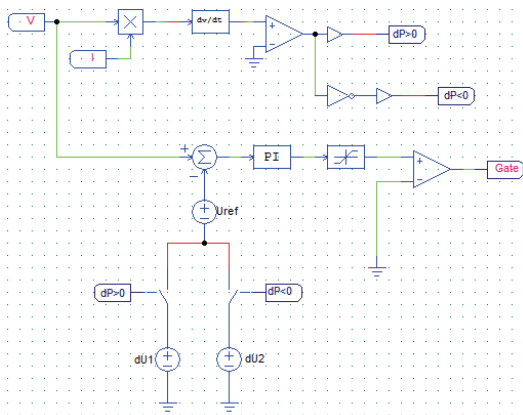 V
dv/dt
I
dP>0
dP<0
PI
Gate
Uref
dP>0
dP<0
dU1
dU2